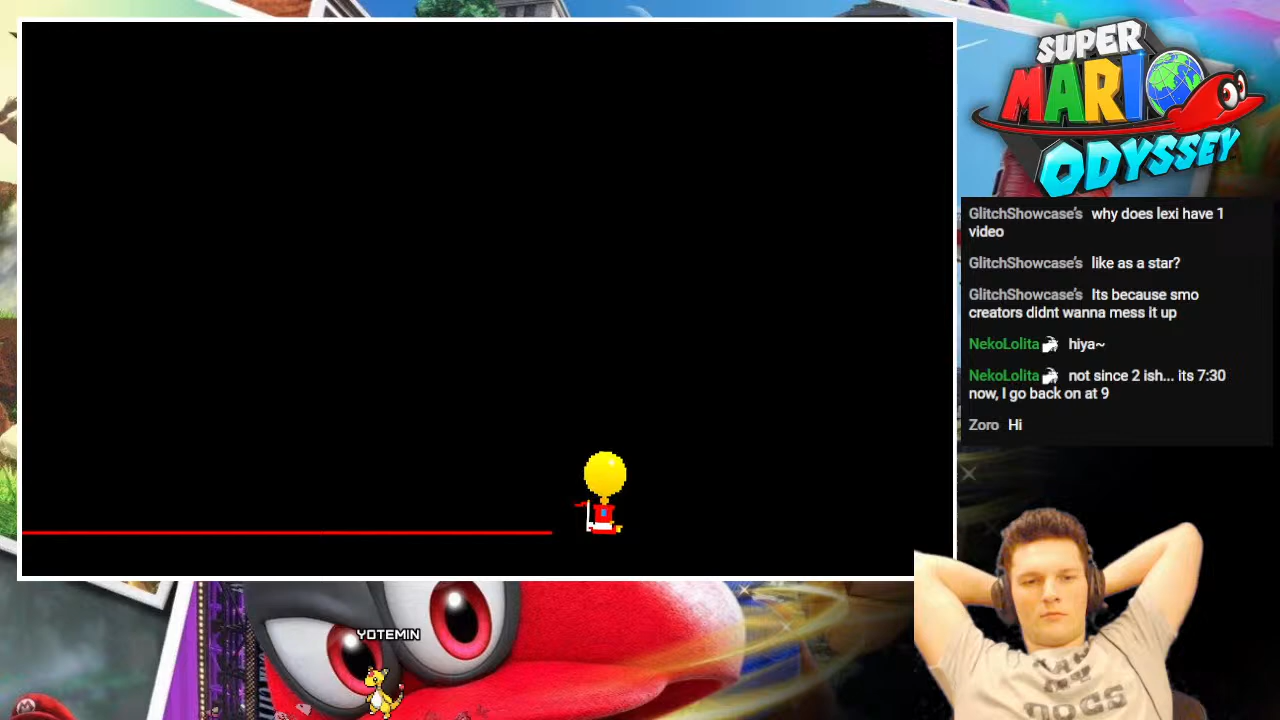 SUPER
MARIO
ODYSSEY
GlitchShowcase's why does lexi have 1
video
GlitchShowcase's like as a star?
GlitchShowcase's Its because smo
creators didnt wanna mess it up
NekoLolita hiya~
NekoLolita not since 2 ish... its 7:30
now, I go back on at 9
Zoro Hi
YOTEMIN
MY
DOGS